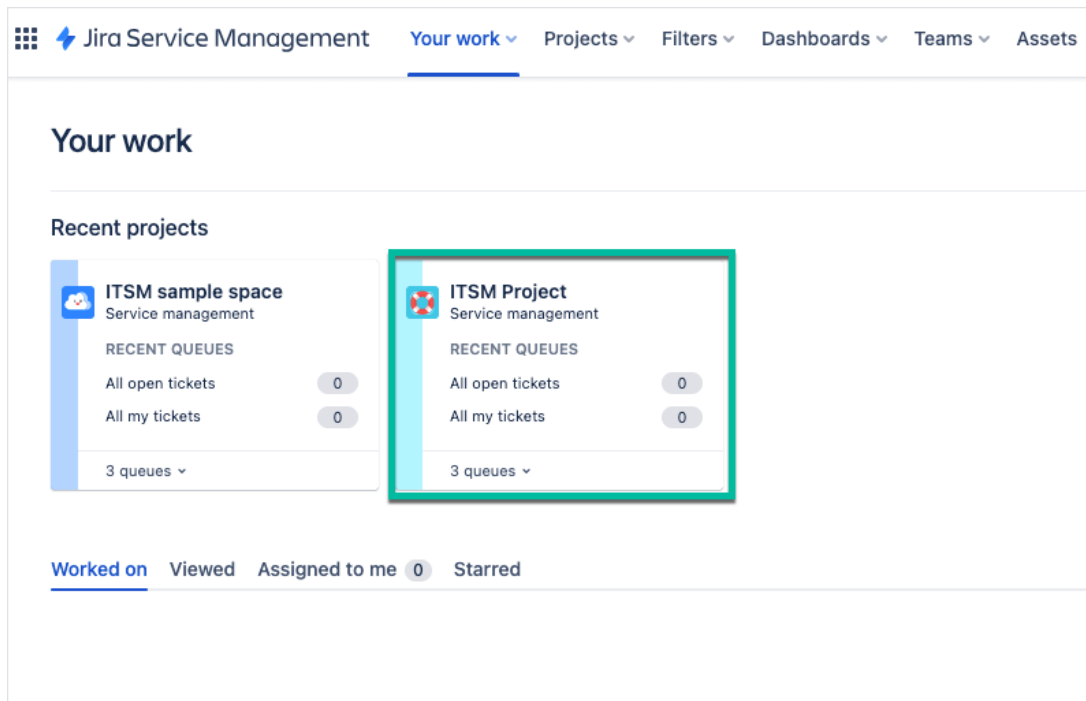 Jira Service Management Your work Projects Filters Dashboards Teams Assets
Your work
Recent projects
ITSM sample space
Service management
RECENT QUEUES
All open tickets 0
All my tickets 0
3 queues
ITSM Project
Service management
RECENT QUEUES
All open tickets 0
All my tickets 0
3 queues
Worked on Viewed Assigned to me 0 Starred